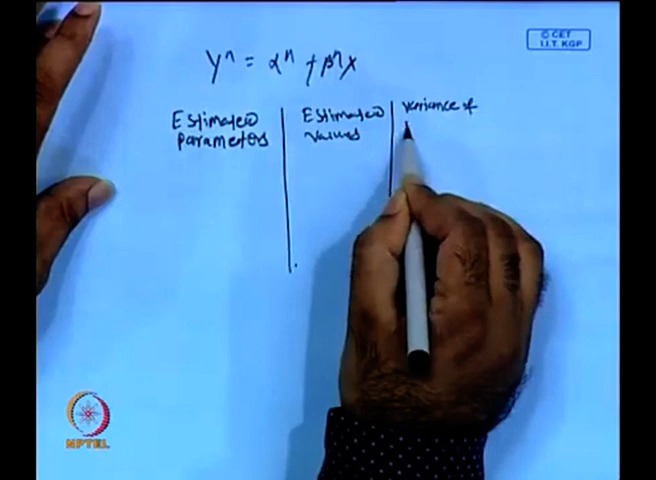 © CET
I.I.T. KGP
Y^ = α^ + β^X
Estimated
parameters
Estimated
values
variance of
NPTEL